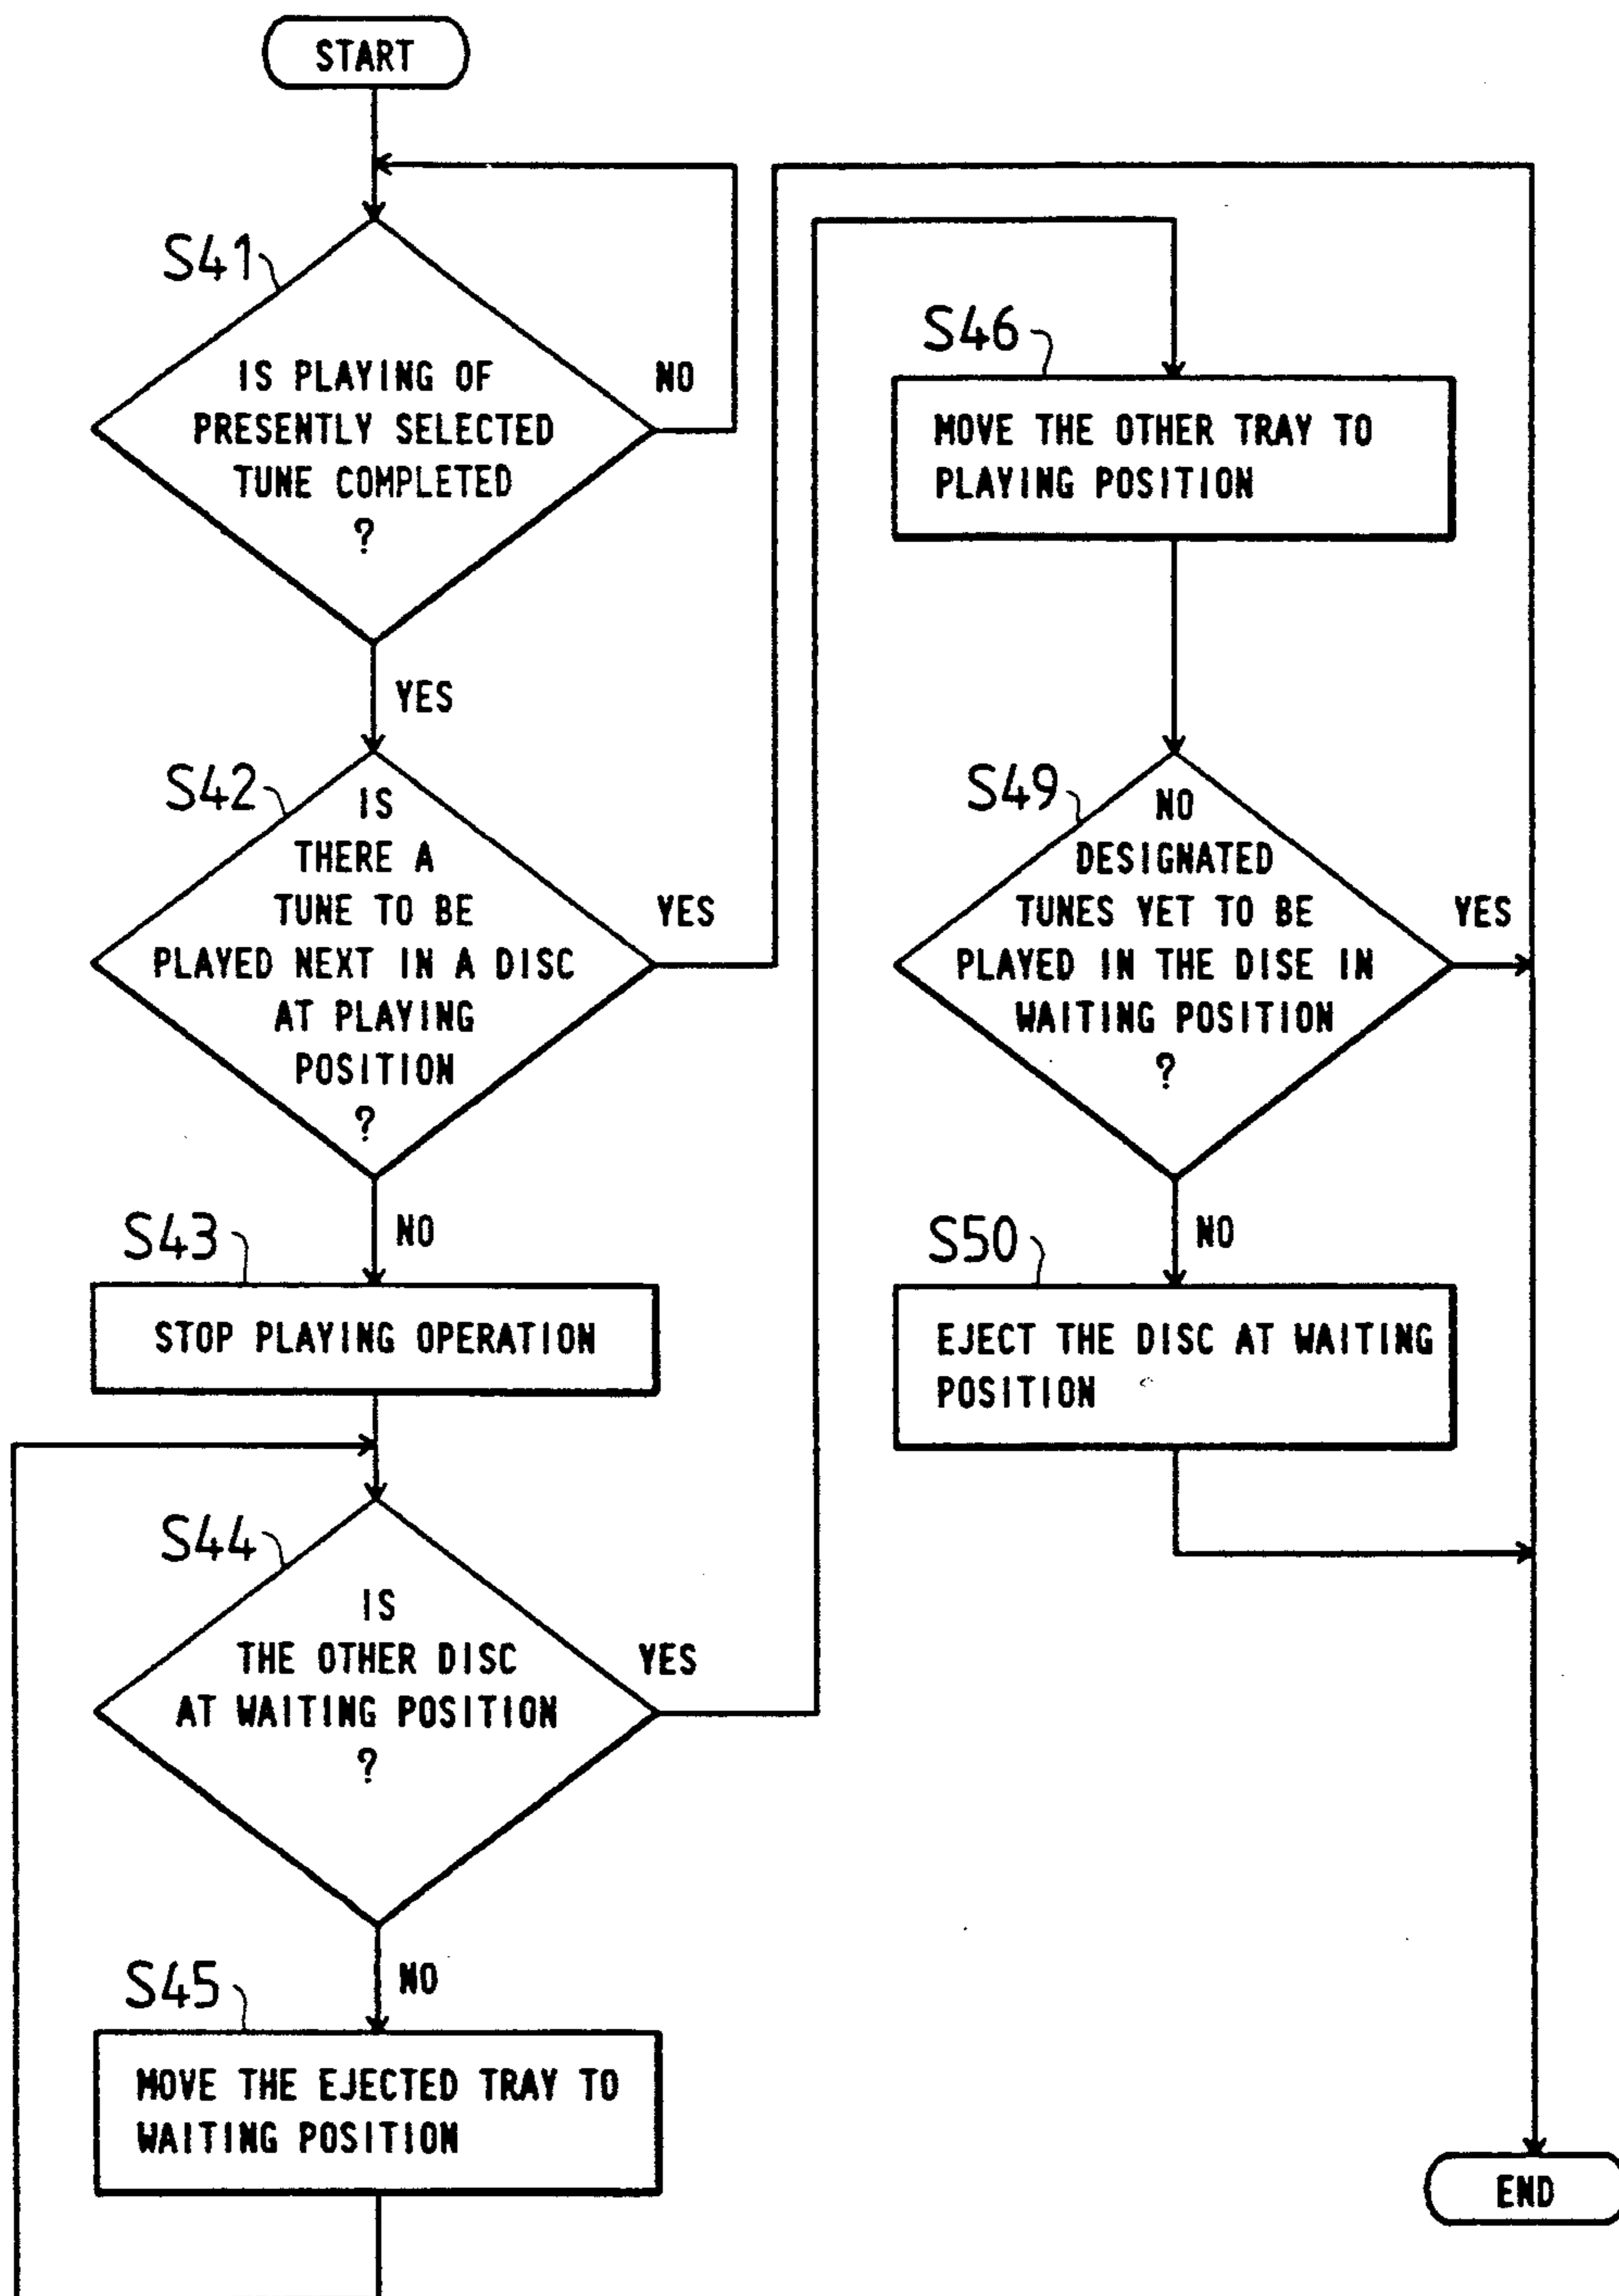 START
S41
IS PLAYING OF
PRESENTLY SELECTED
TUNE COMPLETED
?
NO
YES
S42
IS
THERE A
TUNE TO BE
PLAYED NEXT IN A DISC
AT PLAYING
POSITION
?
YES
NO
S43
STOP PLAYING OPERATION
S44
IS
THE OTHER DISC
AT WAITING POSITION
?
YES
NO
S45
MOVE THE EJECTED TRAY TO
WAITING POSITION
S46
MOVE THE OTHER TRAY TO
PLAYING POSITION
S49
NO
DESIGNATED
TUNES YET TO BE
PLAYED IN THE DISE IN
WAITING POSITION
?
YES
NO
S50
EJECT THE DISC AT WAITING
POSITION
END